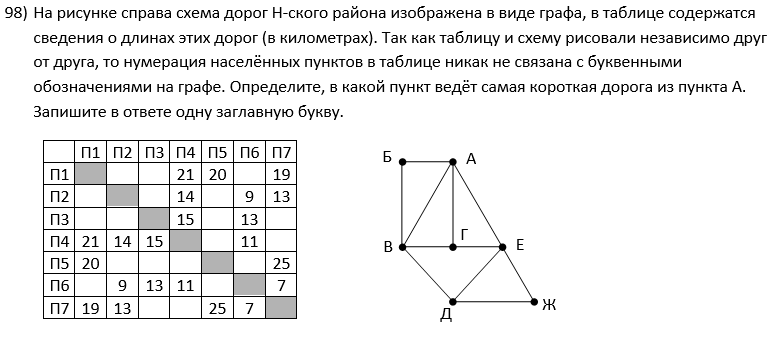 98) На рисунке справа схема дорог Н-ского района изображена в виде графа, в таблице содержатся
сведения о длинах этих дорог (в километрах). Так как таблицу и схему рисовали независимо друг
от друга, то нумерация населённых пунктов в таблице никак не связана с буквенными
обозначениями на графе. Определите, в какой пункт ведёт самая короткая дорога из пункта А.
Запишите в ответе одну заглавную букву.
П1 П2 П3 П4 П5 П6 П7
П1 21 20 19
П2 14 9 13
П3 15 13
П4 21 14 15 11
П5 20 25
П6 9 13 11 7
П7 19 13 25 7
Б А
В Г Е
Д Ж